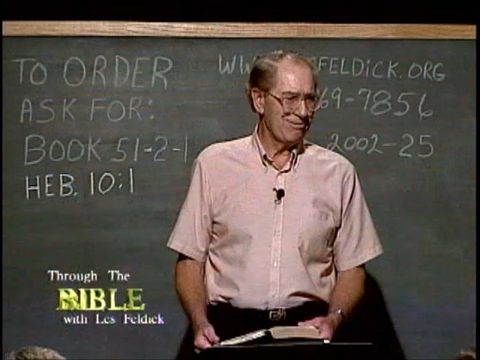 TO ORDER
ASK FOR:
BOOK 51-2-1
HEB. 10:1
FELDICK.ORG
69-7856
2002-25
Through The
BIBLE
with Les Feldick